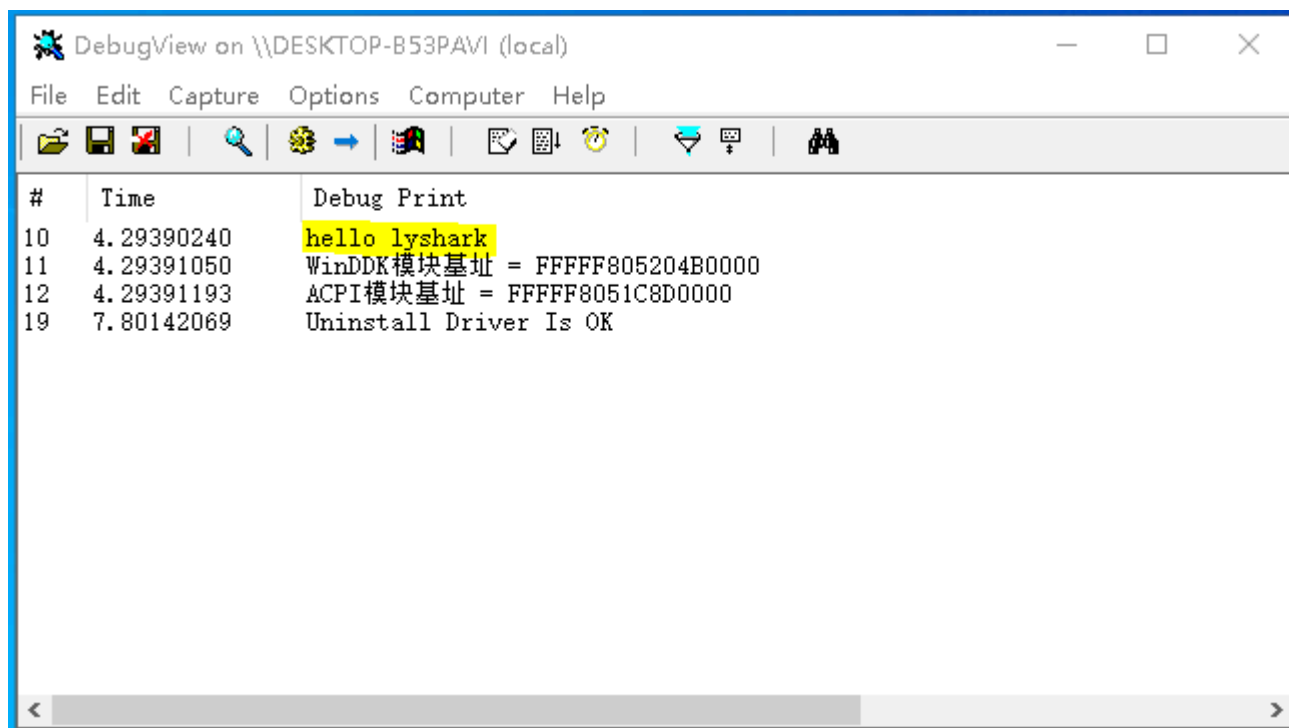 DebugView on \\DESKTOP-B53PAVI (local)
File Edit Capture Options Computer Help
# Time Debug Print
10 4.29390240 hello lyshark
11 4.29391050 WinDDK模块基址 = FFFFF805204B0000
12 4.29391193 ACPI模块基址 = FFFFF8051C8D0000
19 7.80142069 Uninstall Driver Is OK